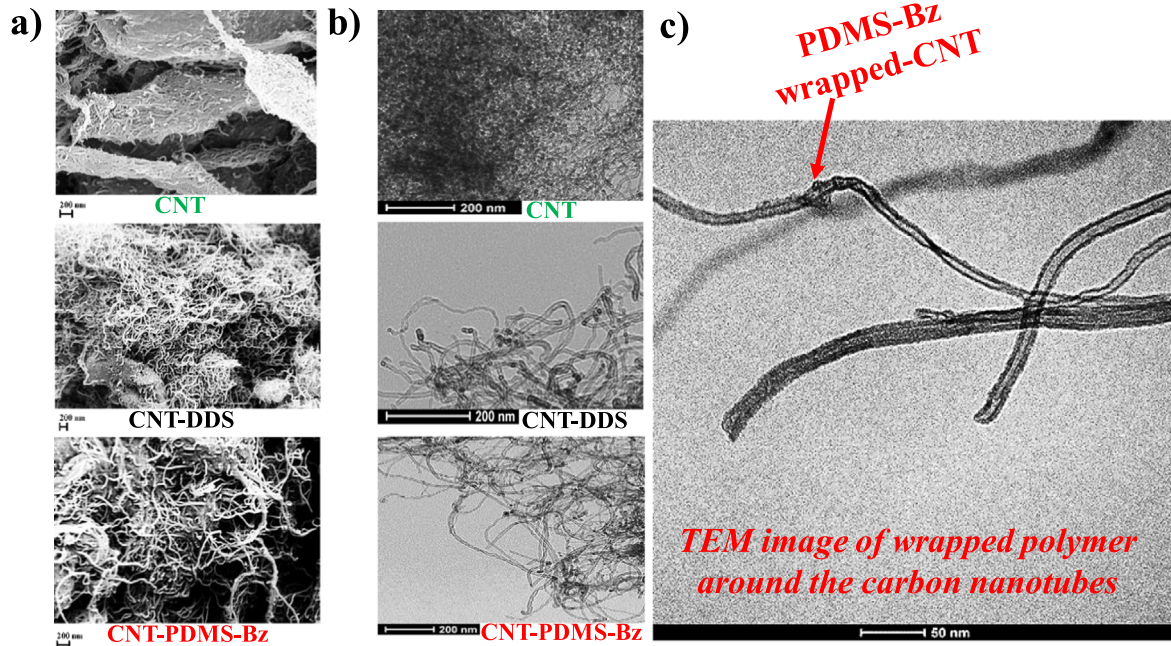 a)
200 nm
CNT
200 nm
CNT-DDS
200 nm
CNT-PDMS-Bz
b)
200 nm
CNT
200 nm
CNT-DDS
200 nm
CNT-PDMS-Bz
c)
PDMS-Bz
wrapped-CNT
TEM image of wrapped polymer
around the carbon nanotubes
50 nm